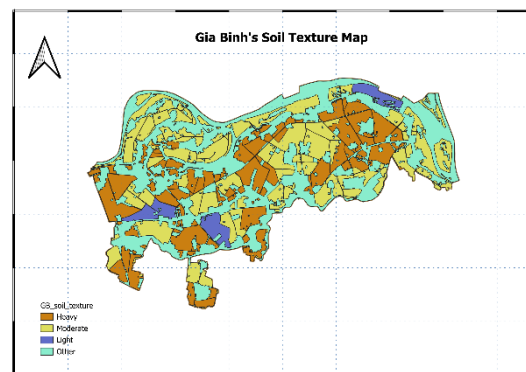 Gia Binh's Soil Texture Map
GB_soil_texture
Heavy
Moderate
Light
Other